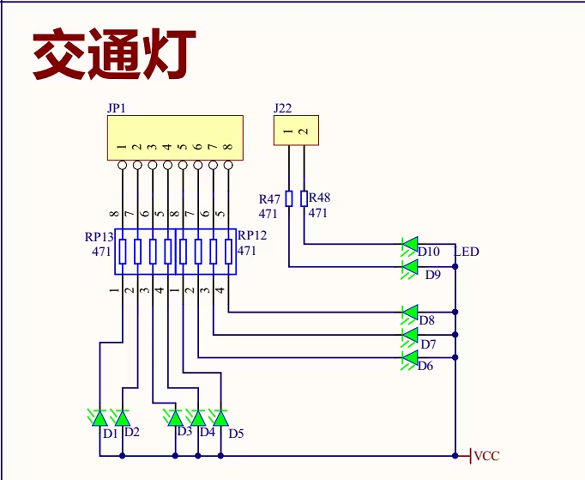 交通灯
JP1
J22
1 2 3 4 5 6 7 8
1 2
R47 R48
471 471
8 7 6 5 8 7 6 5
RP13 RP12
471 471
D10 LED
D9
1 2 3 4 1 2 3 4
D8
D7
D6
D1 D2 D3 D4 D5
VCC